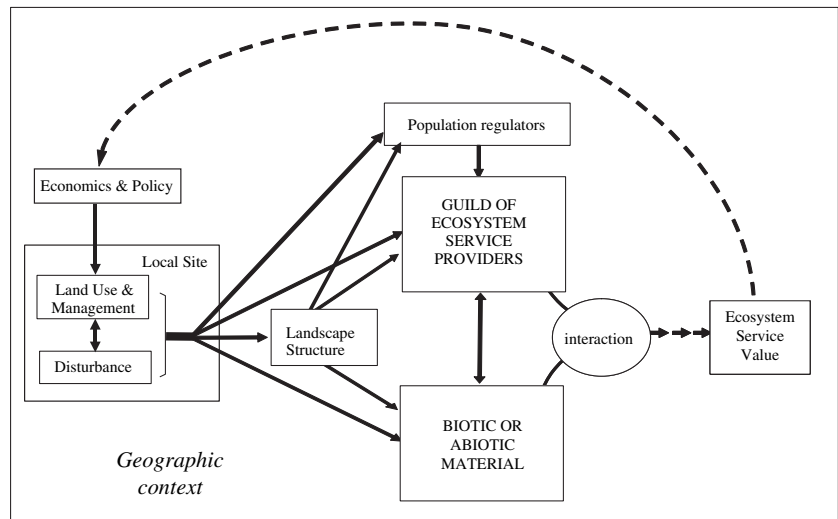 Population regulators
Economics & Policy
GUILD OF
ECOSYSTEM
SERVICE
PROVIDERS
Local Site
Land Use &
Management
Disturbance
Landscape
Structure
interaction
Ecosystem
Service
Value
BIOTIC OR
ABIOTIC
MATERIAL
Geographic
context